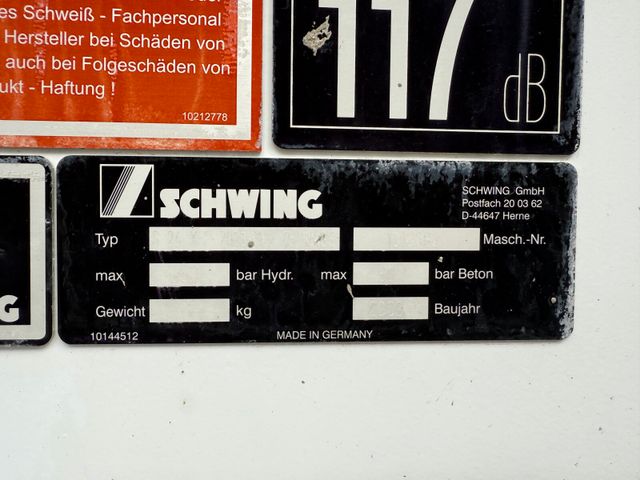 es Schweiß - Fachpersonal
Hersteller bei Schäden von
auch bei Folgeschäden von
ukt - Haftung !
10212778
117
dB
SCHWING
SCHWING GmbH
Postfach 20 03 62
D-44647 Herne
Typ Masch.-Nr.
max bar Hydr. max bar Beton
Gewicht kg Baujahr
10144512 MADE IN GERMANY
G